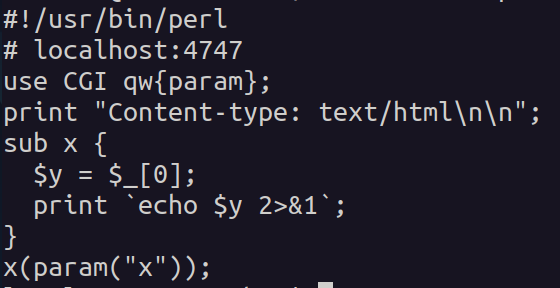 #!/usr/bin/perl
# localhost:4747
use CGI qw{param};
print "Content-type: text/html\n\n";
sub x {
  $y = $_[0];
  print `echo $y 2>&1`;
}
x(param("x"));